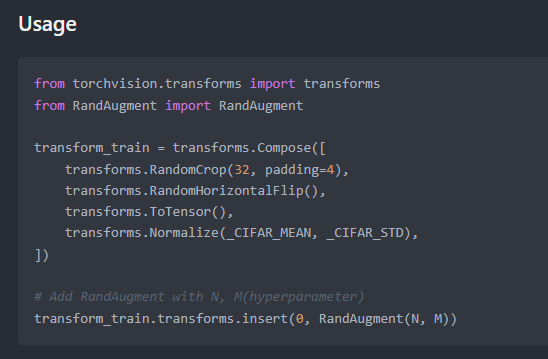 Usage
from torchvision.transforms import transforms
from RandAugment import RandAugment
transform_train = transforms.Compose([
    transforms.RandomCrop(32, padding=4),
    transforms.RandomHorizontalFlip(),
    transforms.ToTensor(),
    transforms.Normalize(_CIFAR_MEAN, _CIFAR_STD),
])
# Add RandAugment with N, M(hyperparameter)
transform_train.transforms.insert(0, RandAugment(N, M))